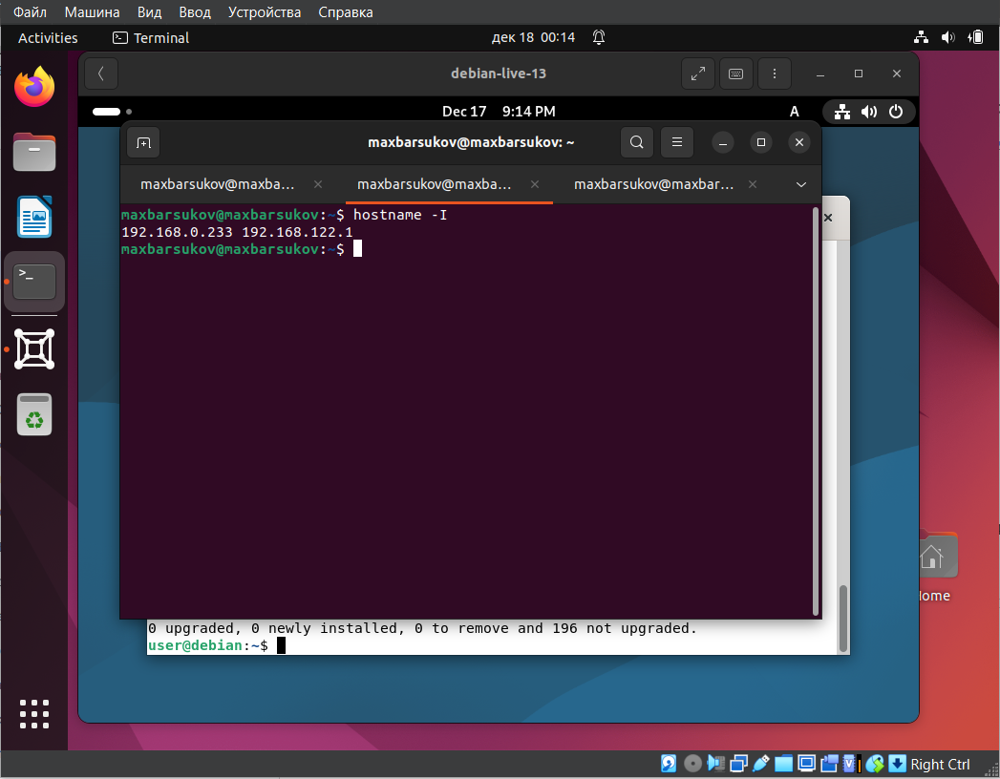 Файл Машина Вид Ввод Устройства Справка
Activities Terminal дек 18 00:14
debian-live-13
Dec 17 9:14 PM A
maxbarsukov@maxbarsukov: ~
maxbarsukov@maxba... maxbarsukov@maxba... maxbarsukov@maxbar...
maxbarsukov@maxbarsukov:~$ hostname -I
192.168.0.233 192.168.122.1
maxbarsukov@maxbarsukov:~$
Home
0 upgraded, 0 newly installed, 0 to remove and 196 not upgraded.
user@debian:~$
Right Ctrl